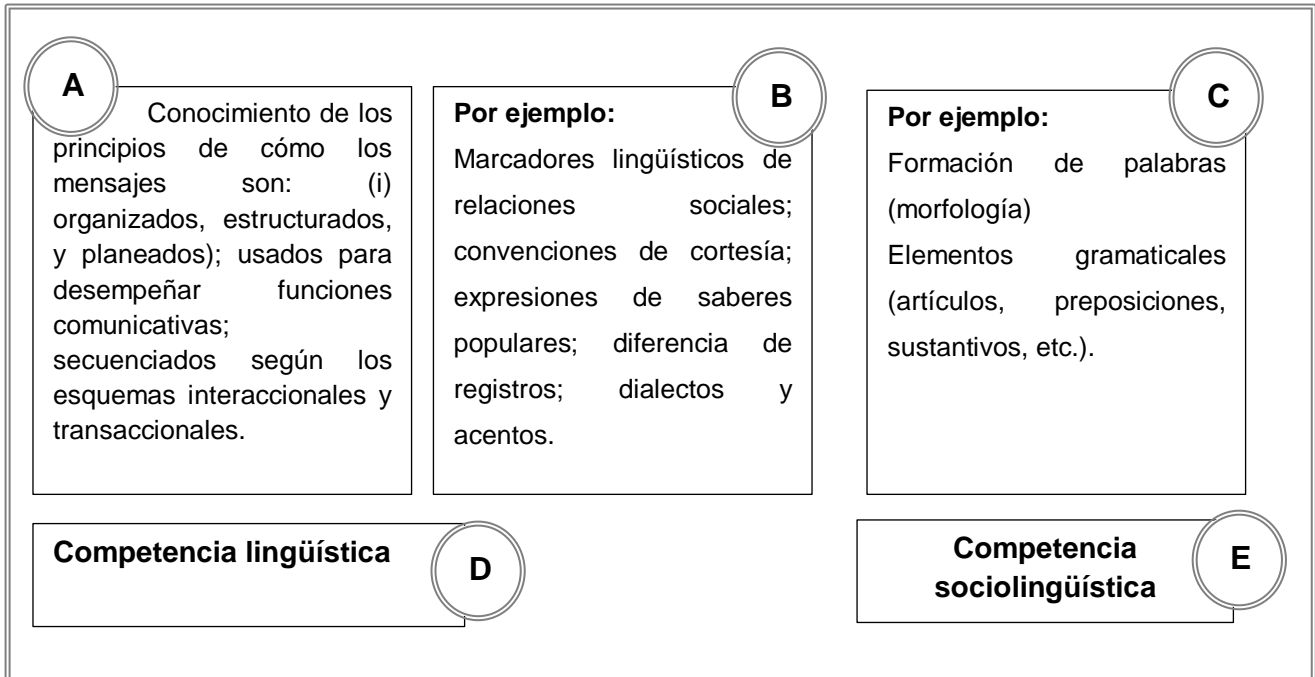 A
Conocimiento de los
principios de cómo los
mensajes son: (i)
organizados, estructurados,
y planeados); usados para
desempeñar funciones
comunicativas;
secuenciados según los
esquemas interaccionales y
transaccionales.
B
Por ejemplo:
Marcadores lingüísticos de
relaciones sociales;
convenciones de cortesía;
expresiones de saberes
populares; diferencia de
registros; dialectos y
acentos.
C
Por ejemplo:
Formación de palabras
(morfología)
Elementos gramaticales
(artículos, preposiciones,
sustantivos, etc.).
Competencia lingüística
D
Competencia
sociolingüística
E